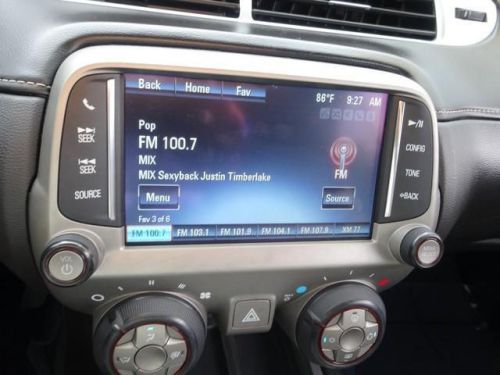 Back Home Fav
86°F 9:27 AM
Pop
FM 100.7
MIX
MIX Sexyback Justin Timberlake
FM
Menu
Source
Fav 3 of 6
FM 100.7 FM 103.1 FM 101.9 FM 104.1 FM 107.9 XM 77
SEEK
SEEK
SOURCE
CONFIG
TONE
BACK
VOL